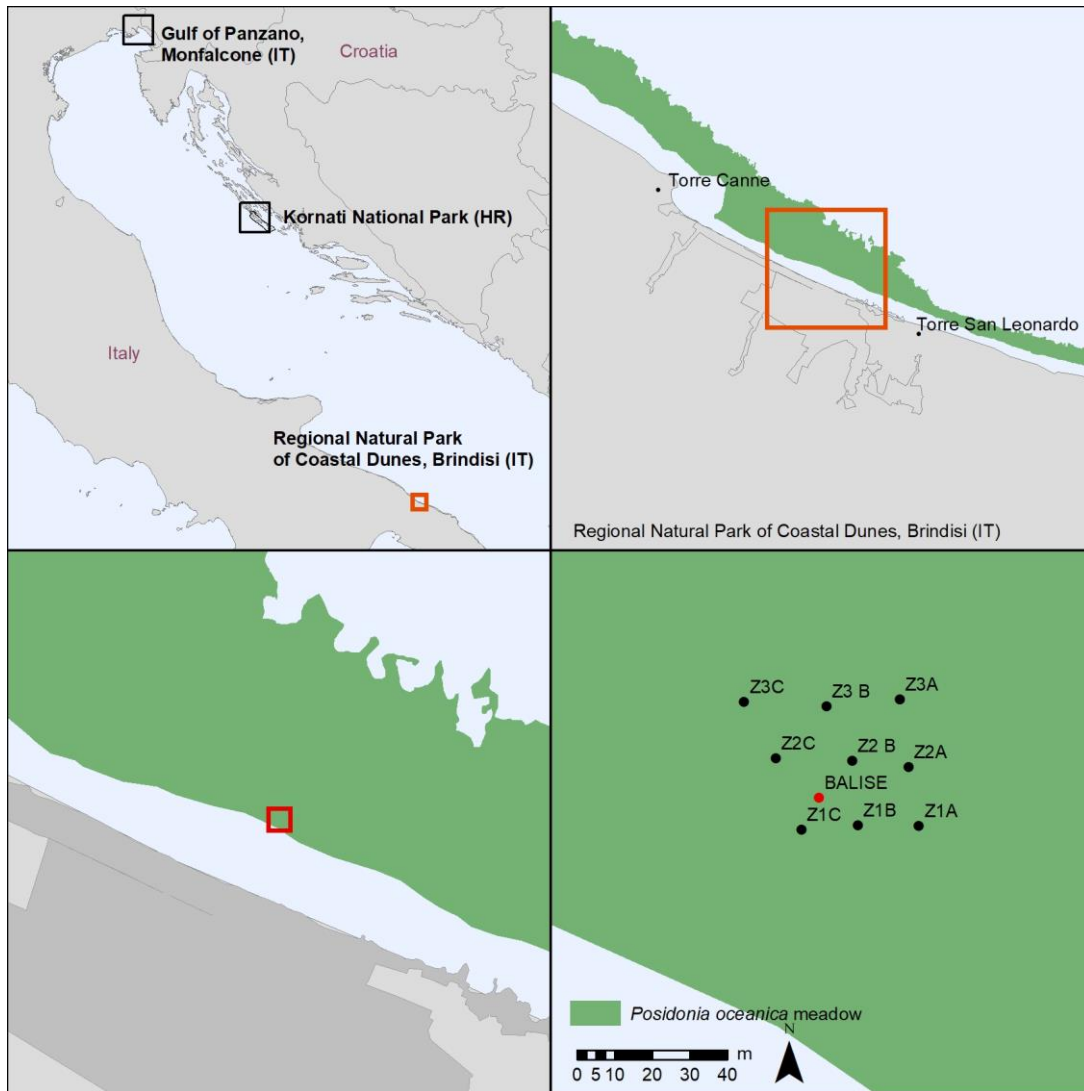 Gulf of Panzano,
Monfalcone (IT)
Croatia
Kornati National Park (HR)
Italy
Regional Natural Park
of Coastal Dunes, Brindisi (IT)
Torre Canne
Torre San Leonardo
Regional Natural Park of Coastal Dunes, Brindisi (IT)
Z3C
Z3 B
Z3A
Z2C
Z2 B
Z2A
BALISE
Z1C
Z1B
Z1A
Posidonia oceanica meadow
N
m
0 5 10 20 30 40